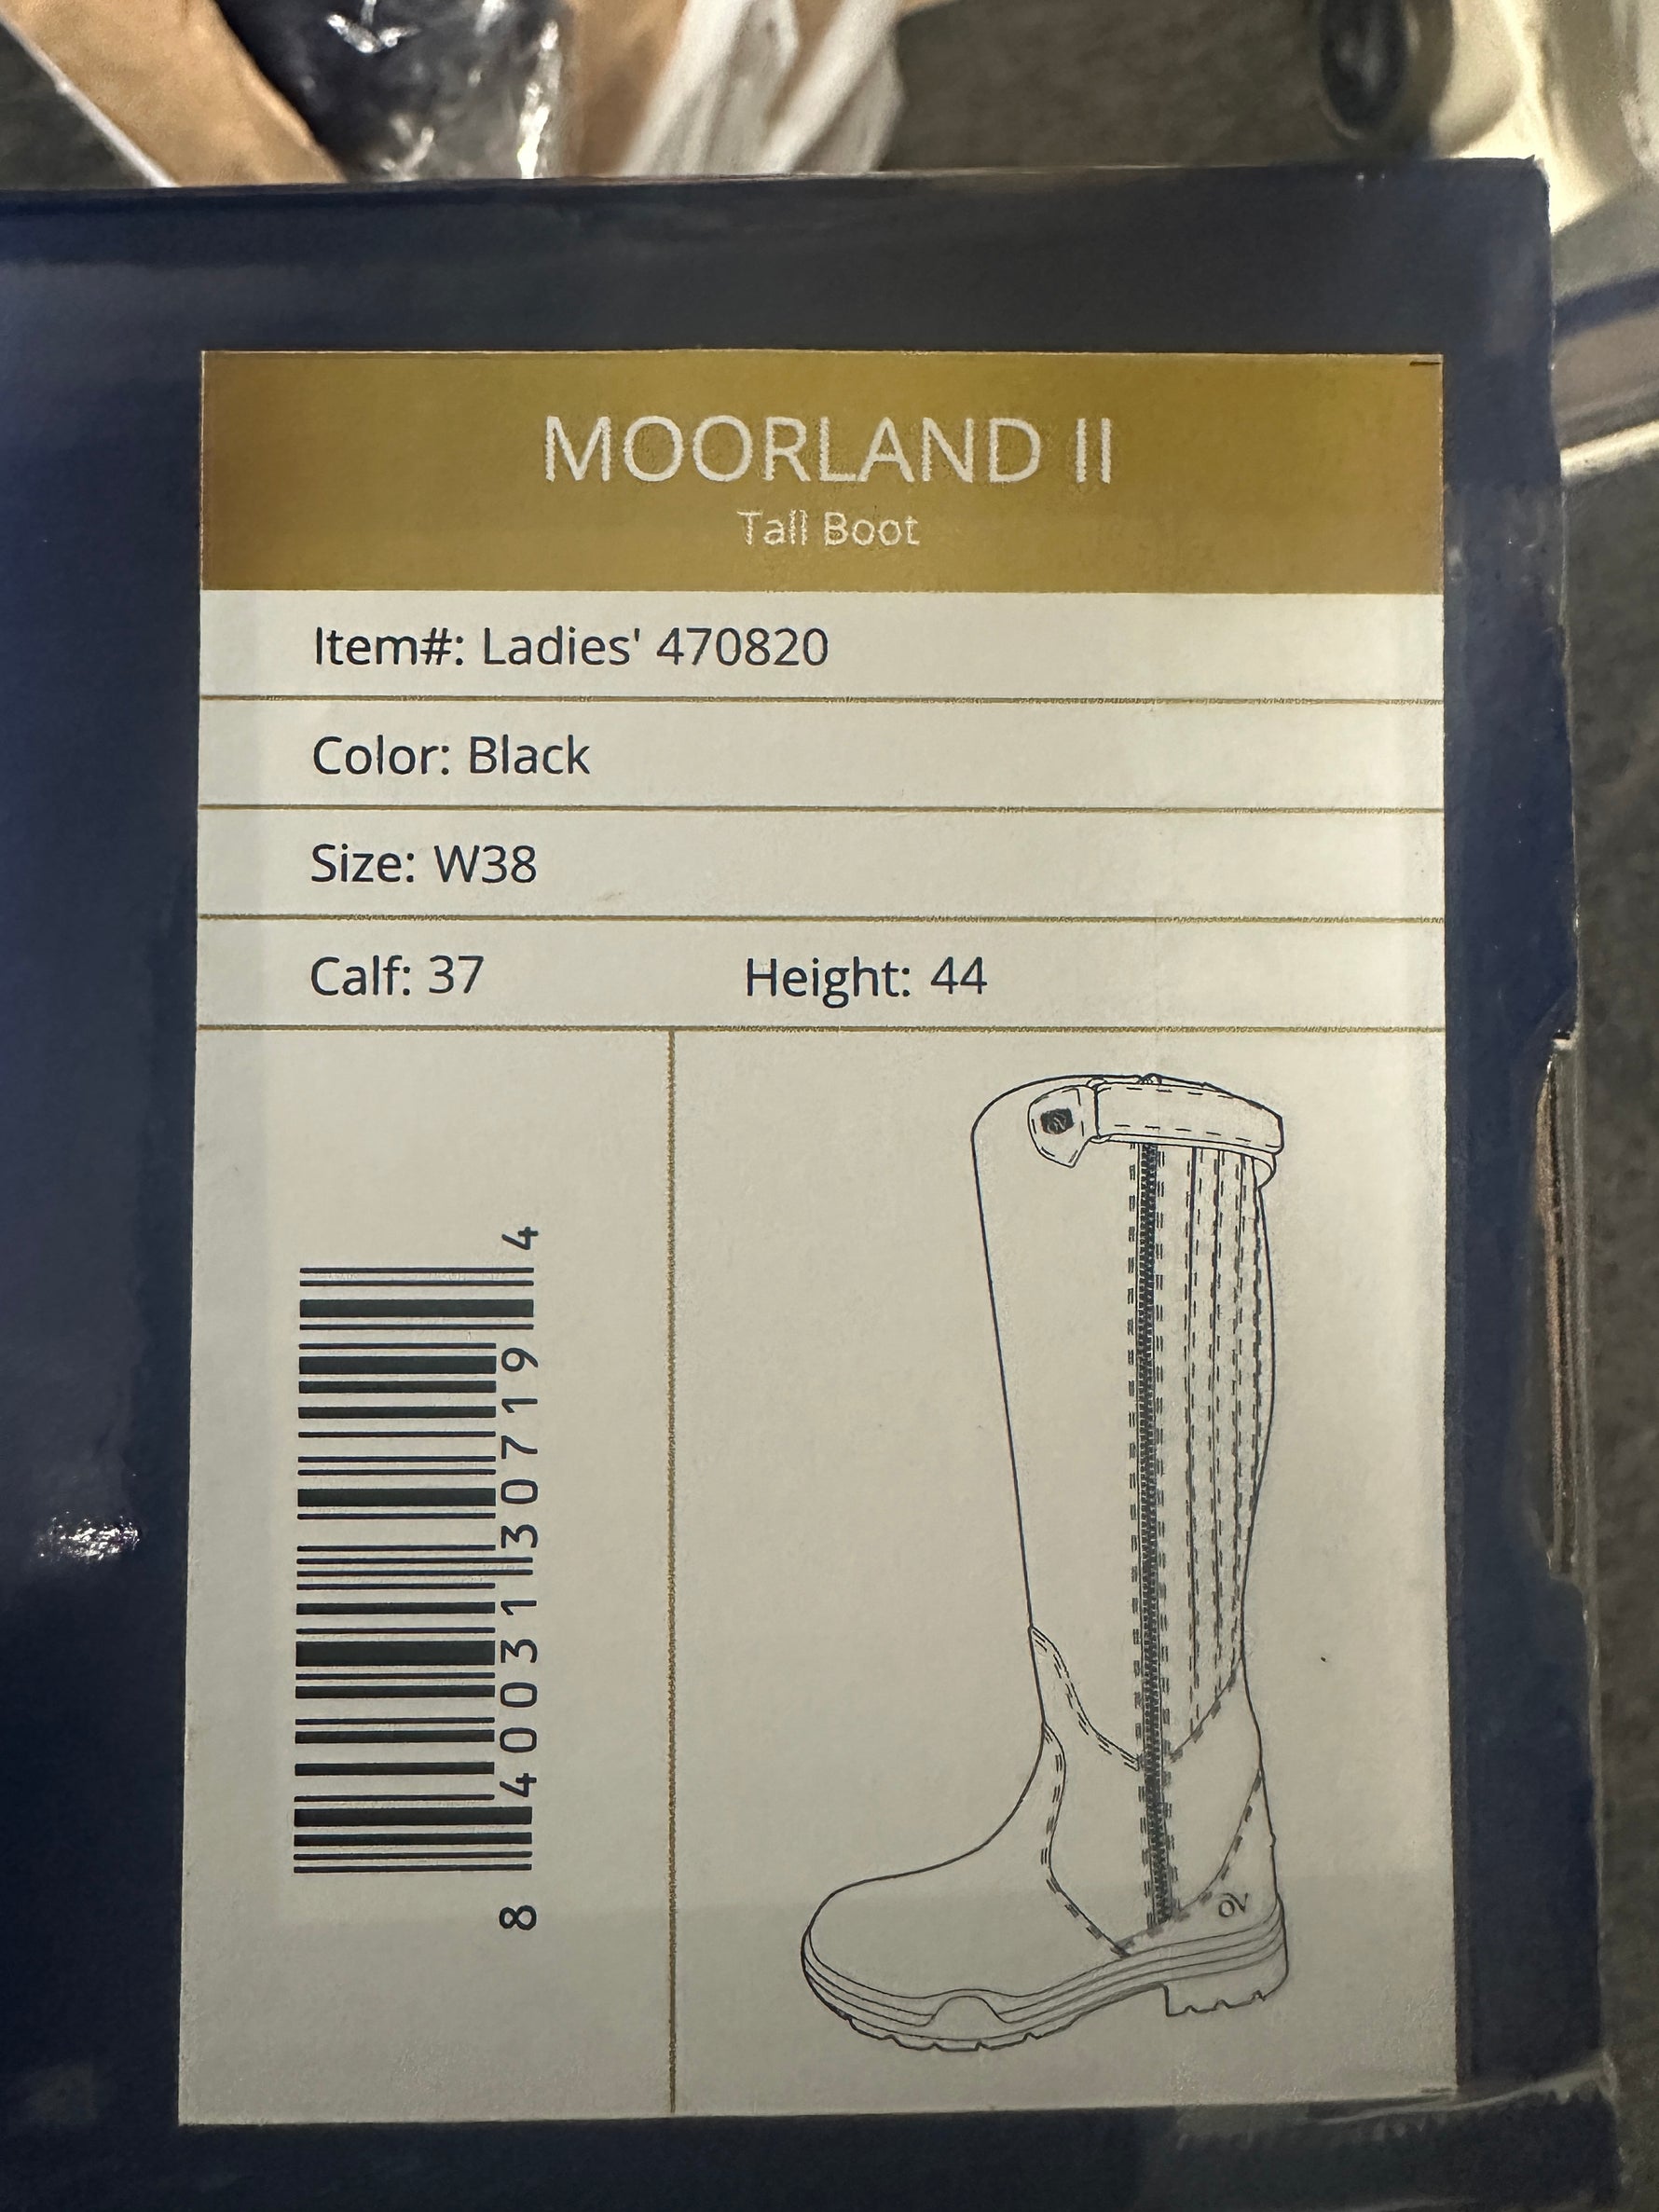 MOORLAND II
Tall Boot
Item#: Ladies' 470820
Color: Black
Size: W38
Calf: 37 Height: 44
8 40031 30719 4